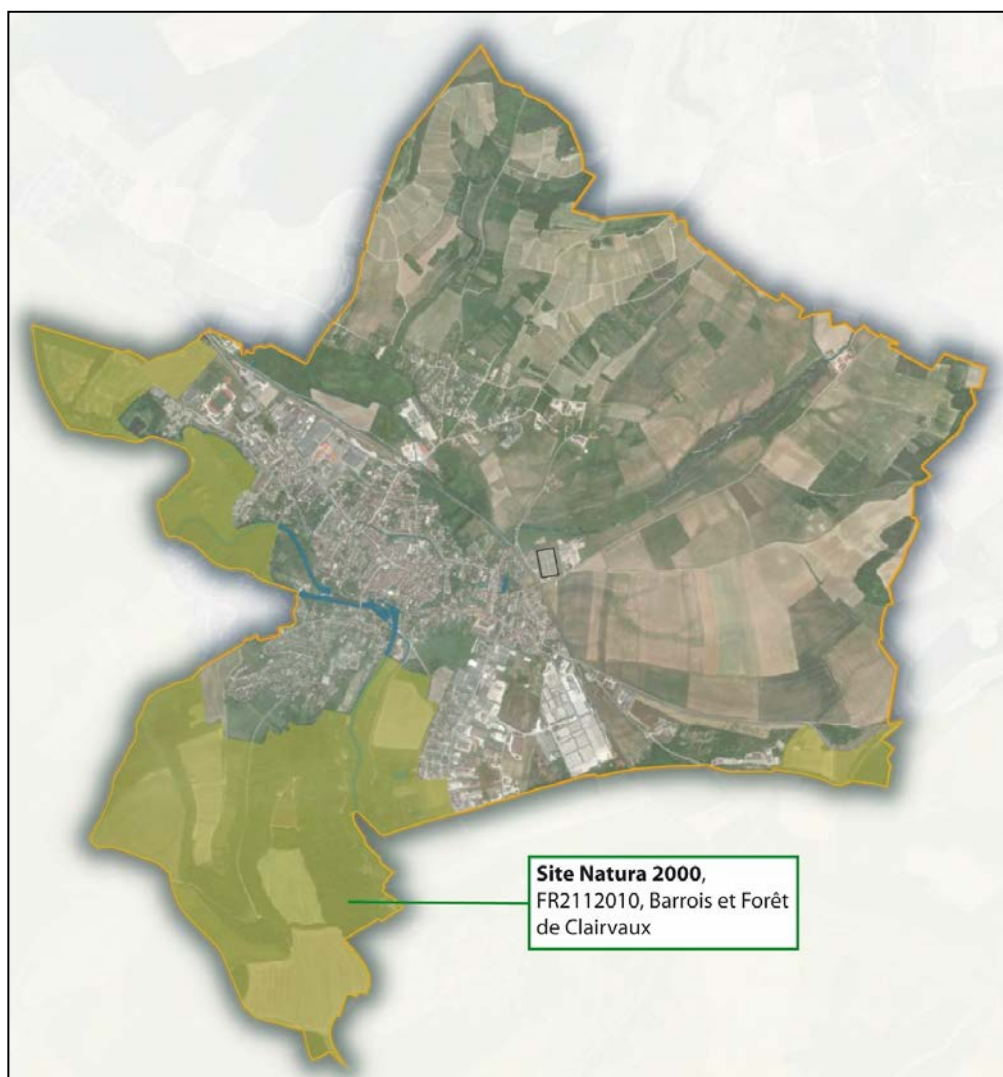 Site Natura 2000,
FR2112010, Barrois et Forêt
de Clairvaux